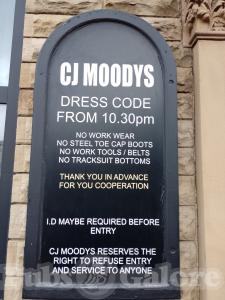 CJ MOODYS
DRESS CODE
FROM 10.30pm
NO WORK WEAR
NO STEEL TOE CAP BOOTS
NO WORK TOOLS / BELTS
NO TRACKSUIT BOTTOMS
THANK YOU IN ADVANCE
FOR YOU COOPERATION
I.D MAYBE REQUIRED BEFORE
ENTRY
CJ MOODYS RESERVES THE
RIGHT TO REFUSE ENTRY
AND SERVICE TO ANYONE
Pubs Galore